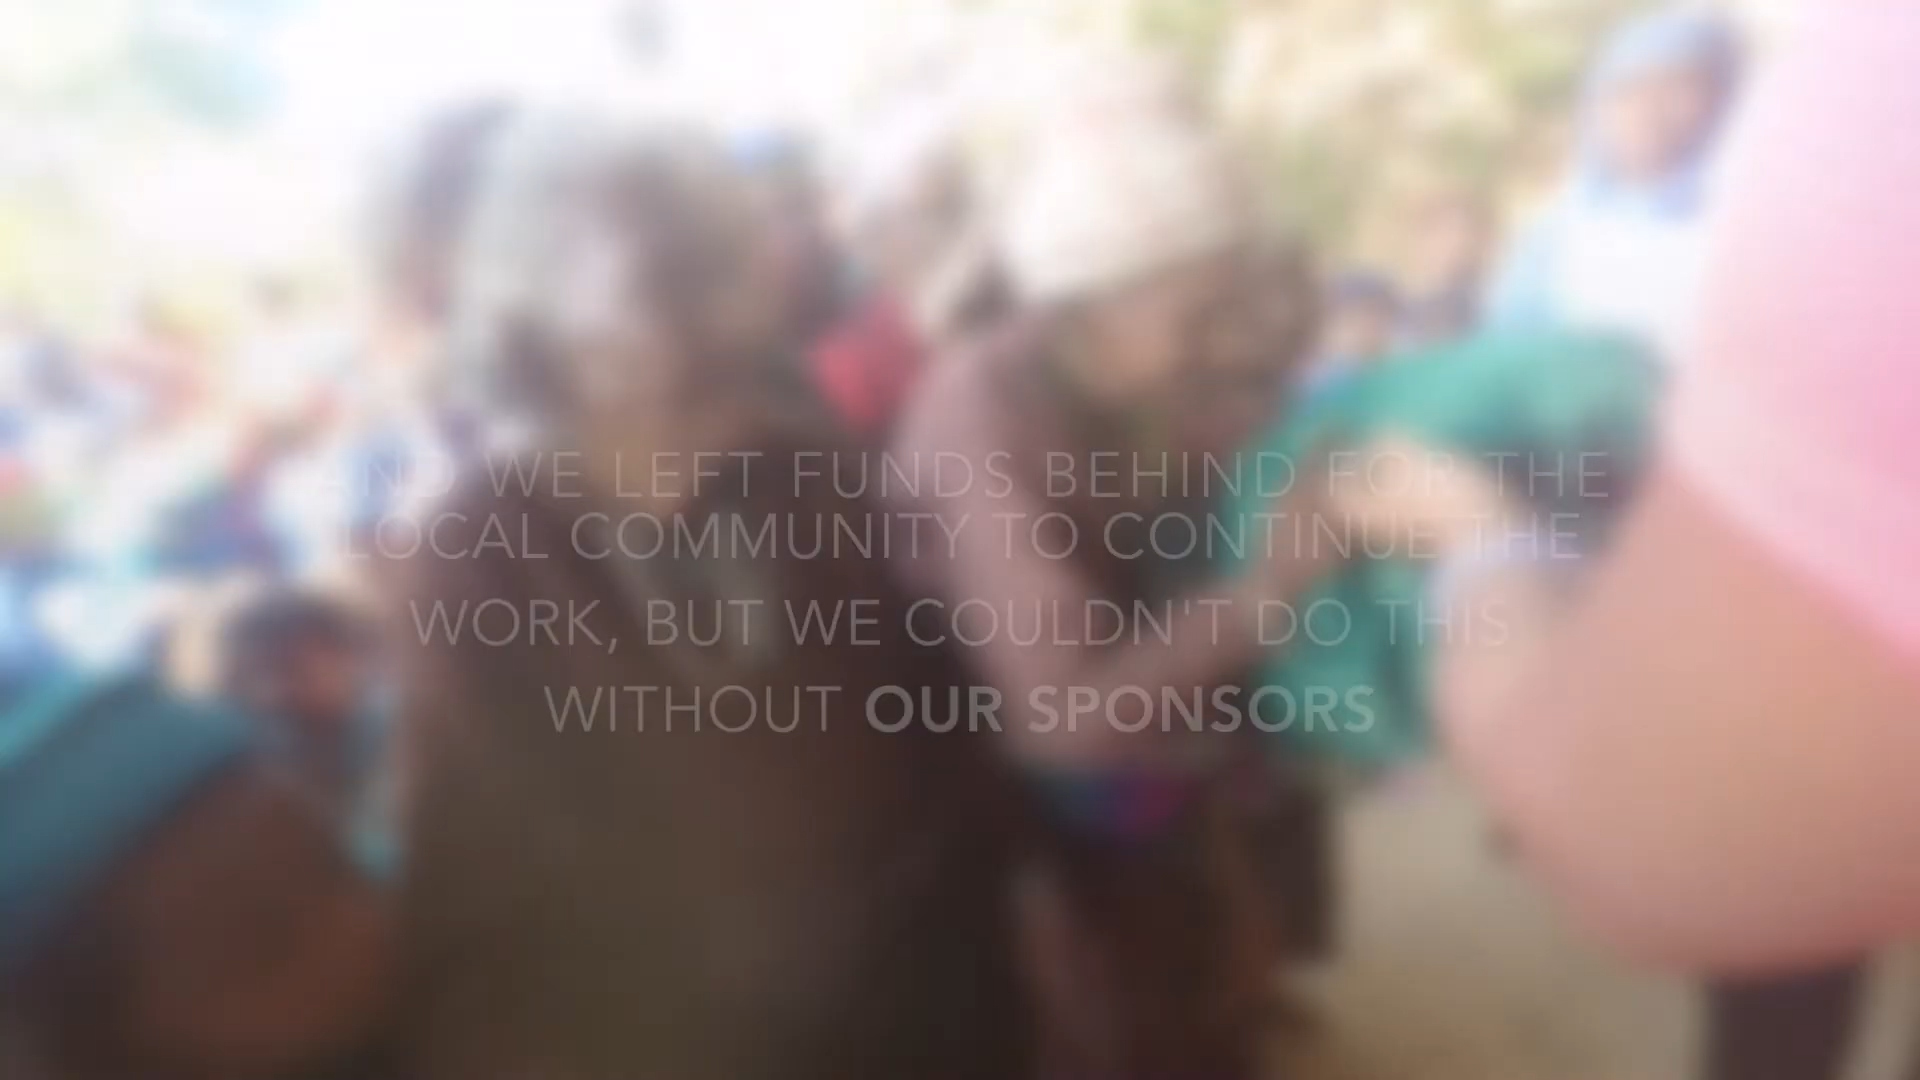 AND WE LEFT FUNDS BEHIND FOR THE
LOCAL COMMUNITY TO CONTINUE THE
WORK, BUT WE COULDN'T DO THIS
WITHOUT OUR SPONSORS